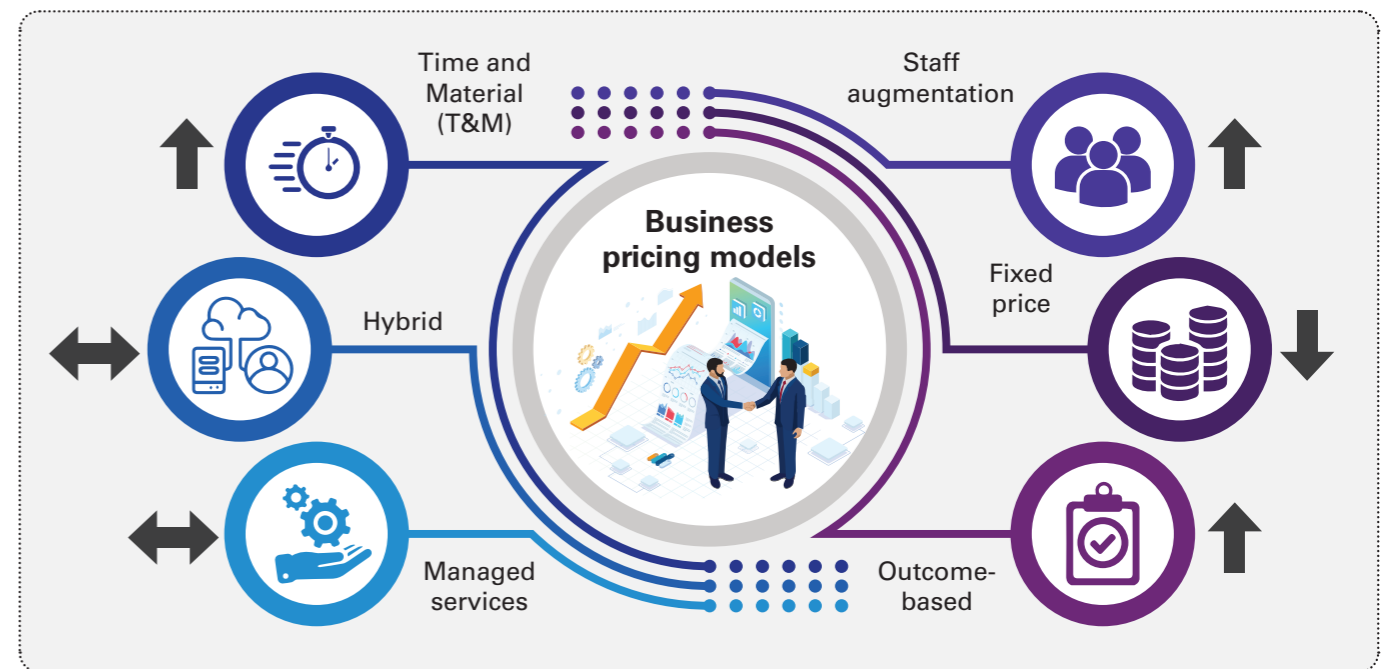 Time and
Material
(T&M)
Staff
augmentation
Business
pricing models
Hybrid
Fixed
price
Managed
services
Outcome-
based